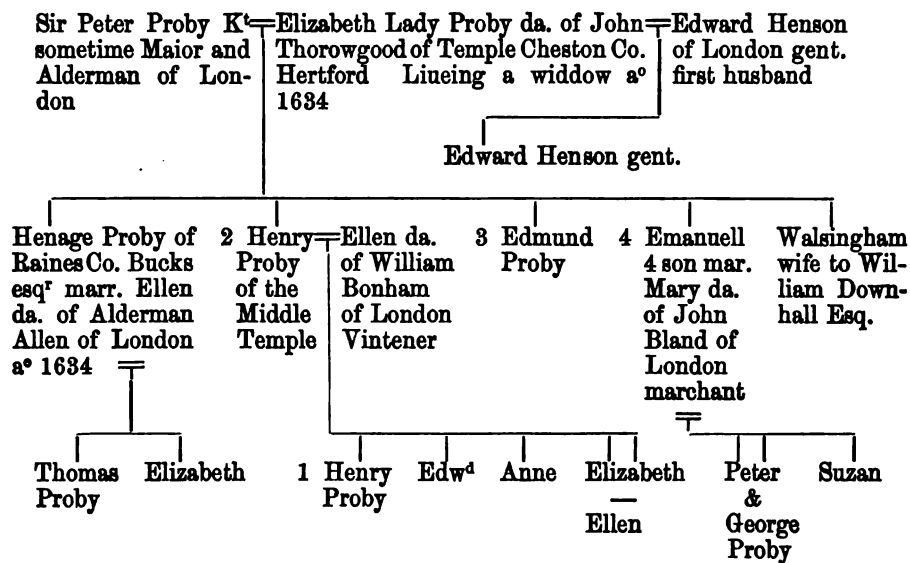 Sir Peter Proby Kᵗ
sometime Maior and
Alderman of Lon-
don
Elizabeth Lady Proby da. of John
Thorowgood of Temple Cheston Co.
Hertford Liueing a widdow aᵒ
1634
Edward Henson
of London gent.
first husband
Edward Henson gent.
Henage Proby of
Raines Co. Bucks
esqʳ marr. Ellen
da. of Alderman
Allen of London
aᵒ 1634
2 Henry
Proby
of the
Middle
Temple
Ellen da.
of William
Bonham
of London
Vintener
3 Edmund
Proby
4 Emanuell
4 son mar.
Mary da.
of John
Bland of
London
marchant
Walsingham
wife to Wil-
liam Down-
hall Esq.
Thomas
Proby
Elizabeth
1 Henry
Proby
Edwᵈ
Anne
Elizabeth
—
Ellen
Peter
&
George
Proby
Suzan